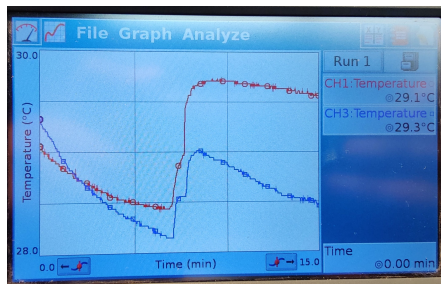 File Graph Analyze
30.0
Run 1
5
CH1:Temperature
29.1°C
CH3:Temperature
29.3°C
Temperature (°C)
28.0
0.0
Time (min)
15.0
Time
0.00 min